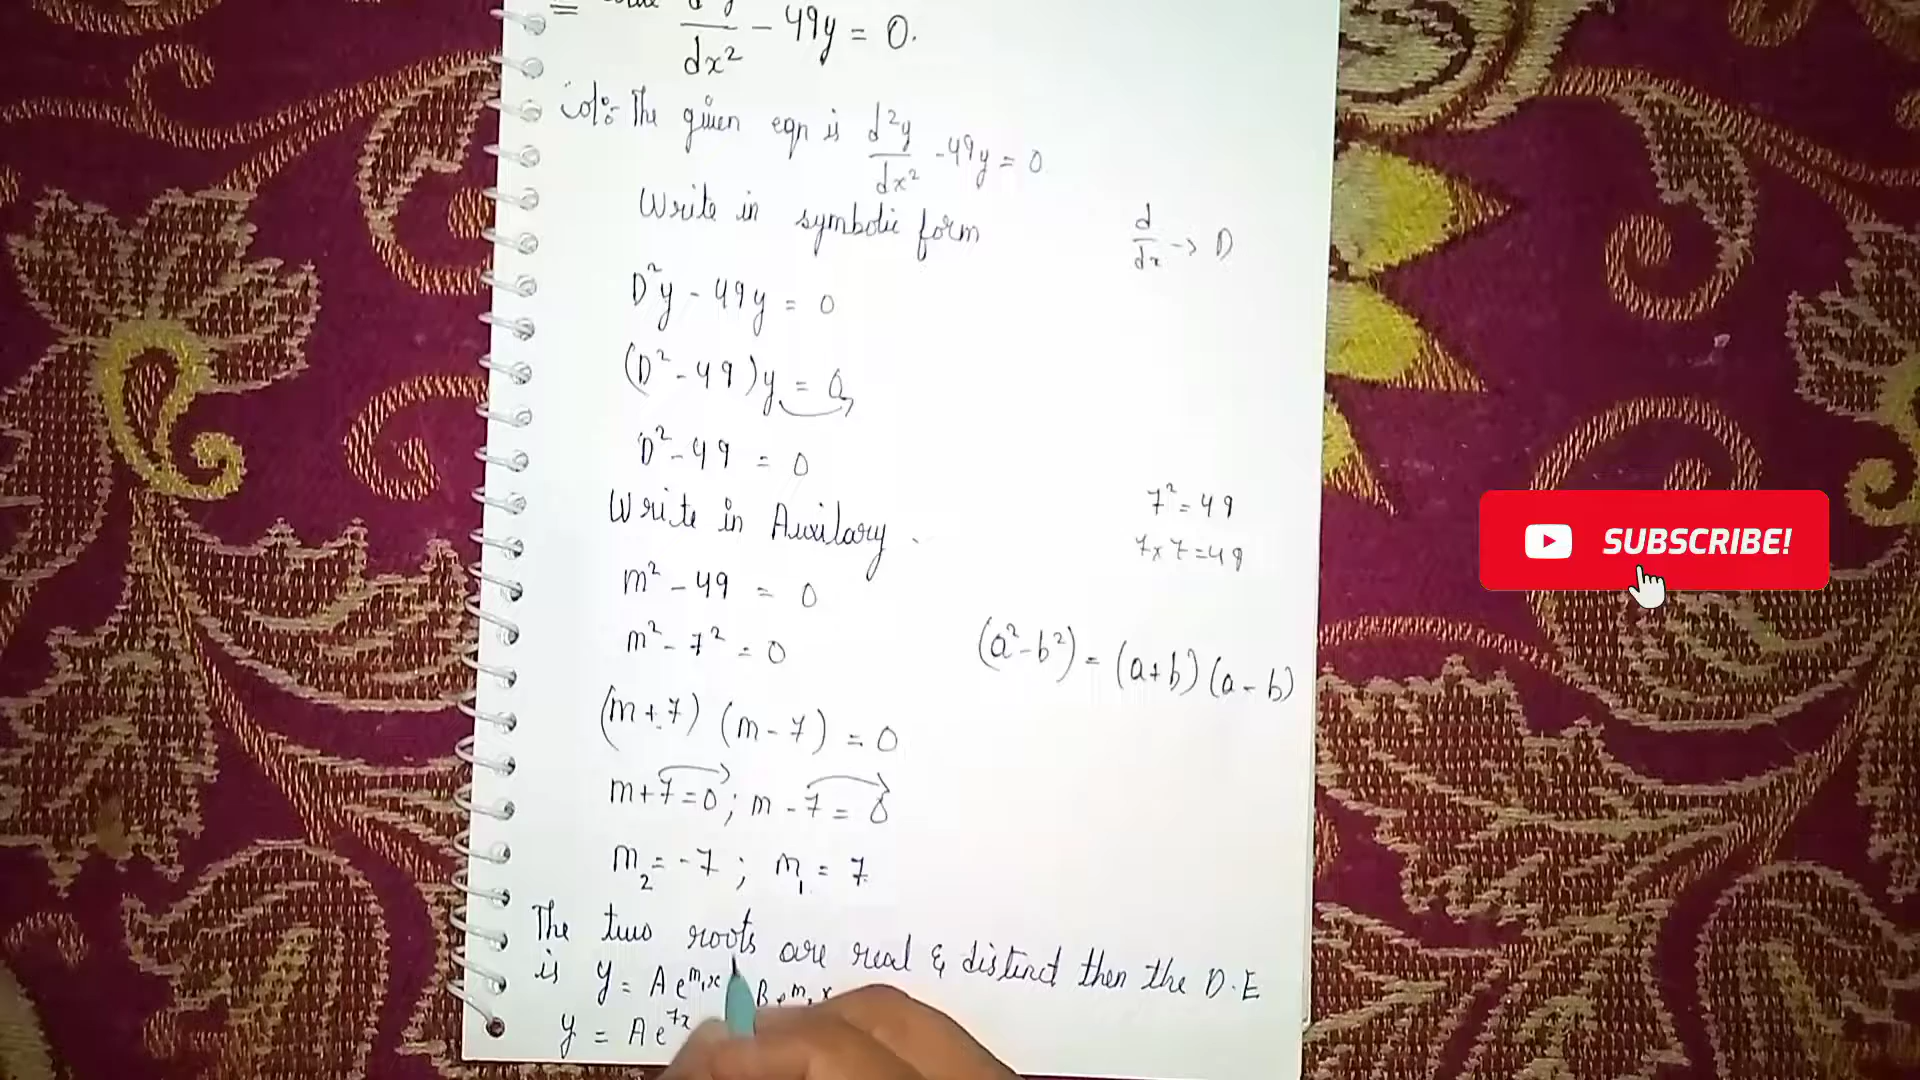 d²y/dx² - 49y = 0.
Sol:- The given eqn is d²y/dx² - 49y = 0
Write in symbolic form
d/dx → D
D²y - 49y = 0
(D² - 49)y = 0
D² - 49 = 0
Write in Auxilary
7² = 49
7x7 = 49
m² - 49 = 0
m² - 7² = 0
(a² - b²) = (a+b)(a-b)
(m+7) (m-7) = 0
m+7=0 ; m-7=0
m₂ = -7 ; m₁ = 7
The two roots are real & distinct then the D.E
is y = Ae^m₁x B e^m₂x
y = Ae^7x
SUBSCRIBE!